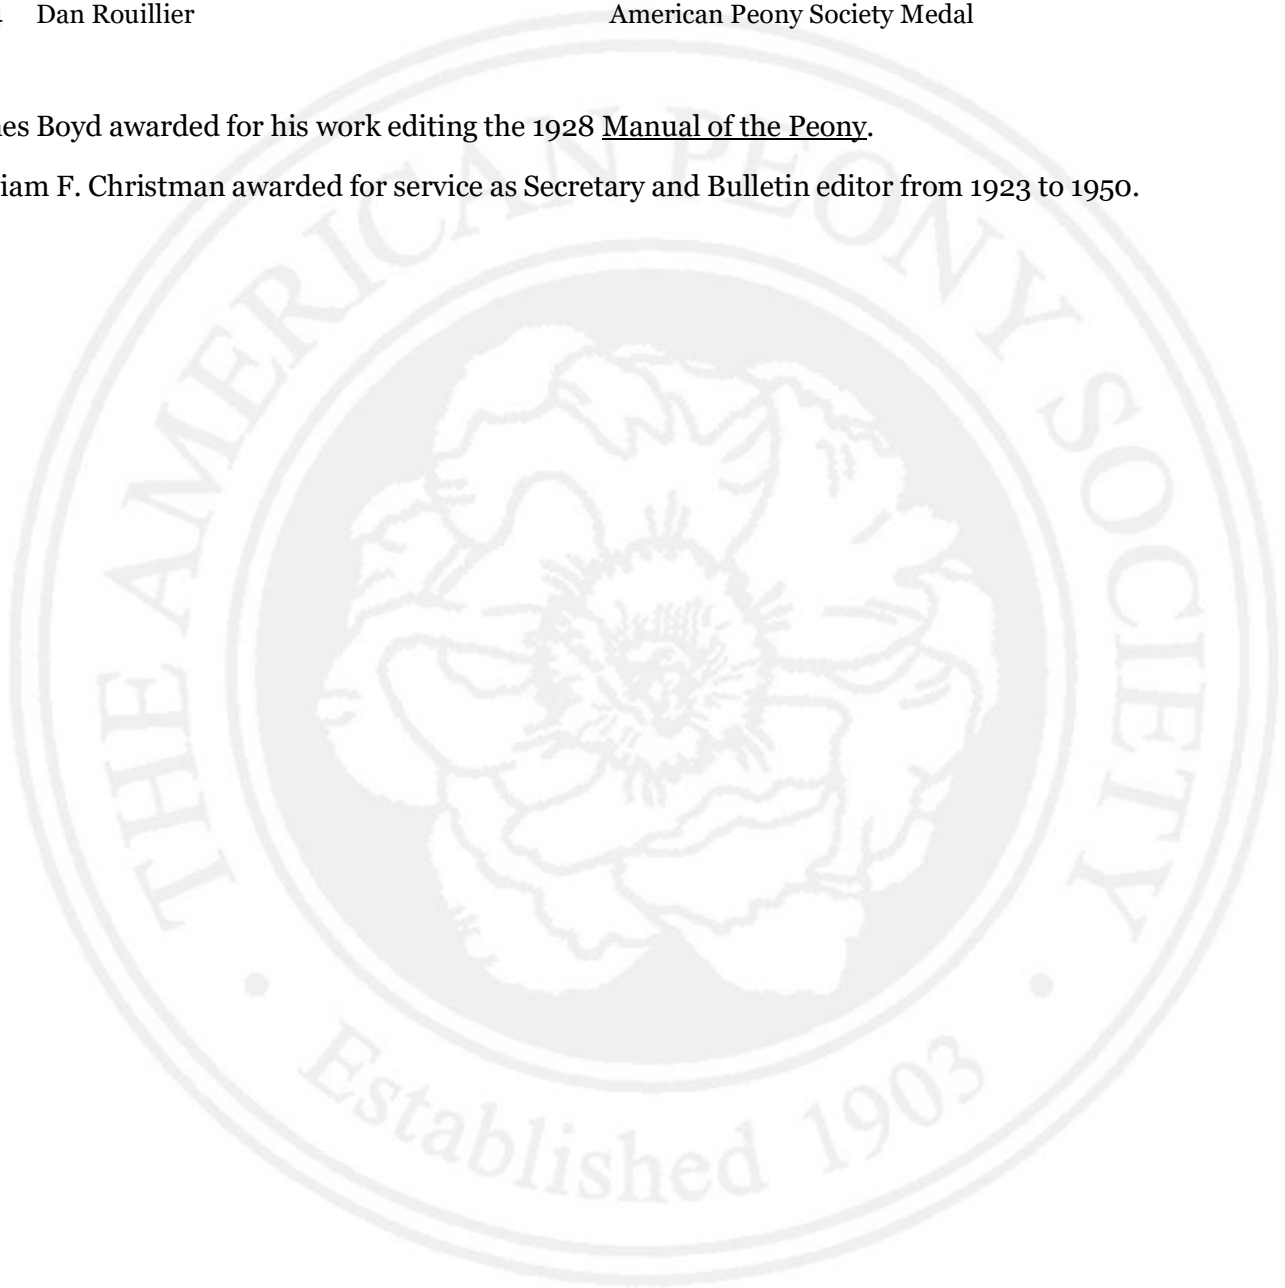 Dan Rouillier American Peony Society Medal
es Boyd awarded for his work editing the 1928 Manual of the Peony.
iam F. Christman awarded for service as Secretary and Bulletin editor from 1923 to 1950.
THE AMERICAN PEONY SOCIETY
Established 1903